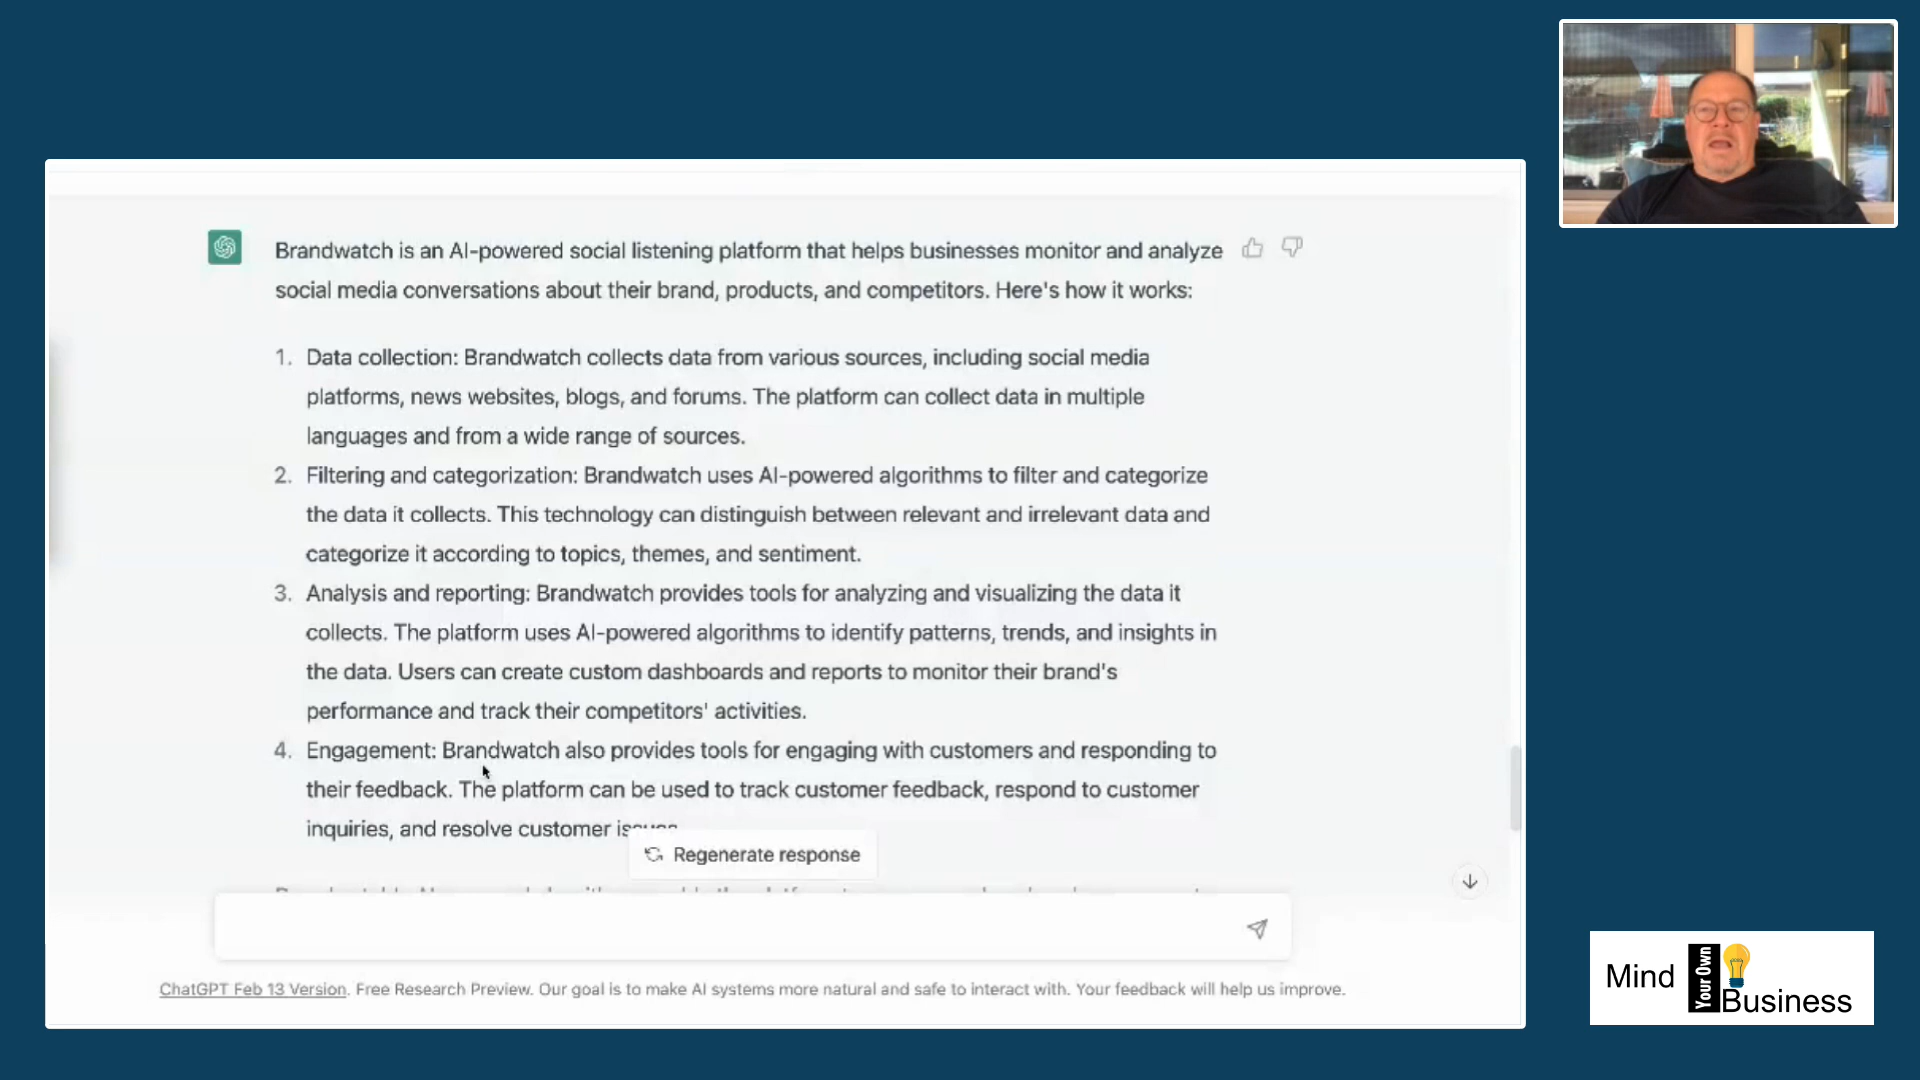 Brandwatch is an AI-powered social listening platform that helps businesses monitor and analyze
social media conversations about their brand, products, and competitors. Here's how it works:
1. Data collection: Brandwatch collects data from various sources, including social media
platforms, news websites, blogs, and forums. The platform can collect data in multiple
languages and from a wide range of sources.
2. Filtering and categorization: Brandwatch uses AI-powered algorithms to filter and categorize
the data it collects. This technology can distinguish between relevant and irrelevant data and
categorize it according to topics, themes, and sentiment.
3. Analysis and reporting: Brandwatch provides tools for analyzing and visualizing the data it
collects. The platform uses AI-powered algorithms to identify patterns, trends, and insights in
the data. Users can create custom dashboards and reports to monitor their brand's
performance and track their competitors' activities.
4. Engagement: Brandwatch also provides tools for engaging with customers and responding to
their feedback. The platform can be used to track customer feedback, respond to customer
inquiries, and resolve customer
Regenerate response
ChatGPT Feb 13 Version. Free Research Preview. Our goal is to make AI systems more natural and safe to interact with. Your feedback will help us improve.
Mind
Your Own
Business